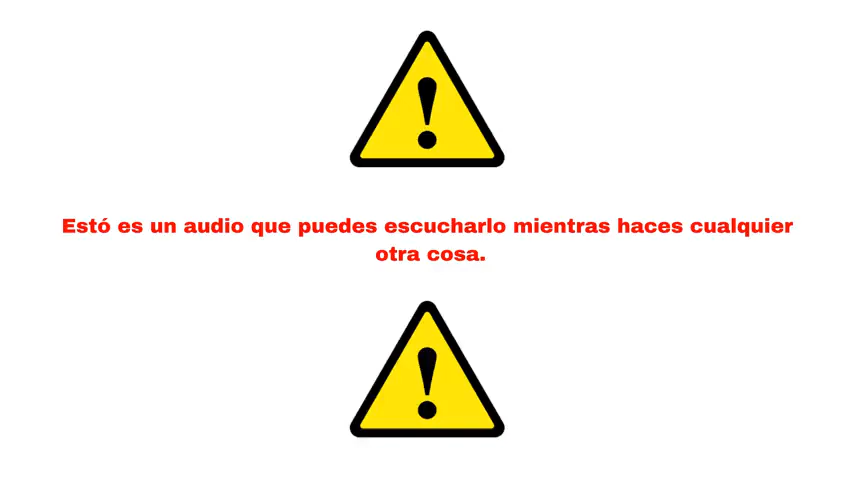 Estó es un audio que puedes escucharlo mientras haces cualquier
otra cosa.